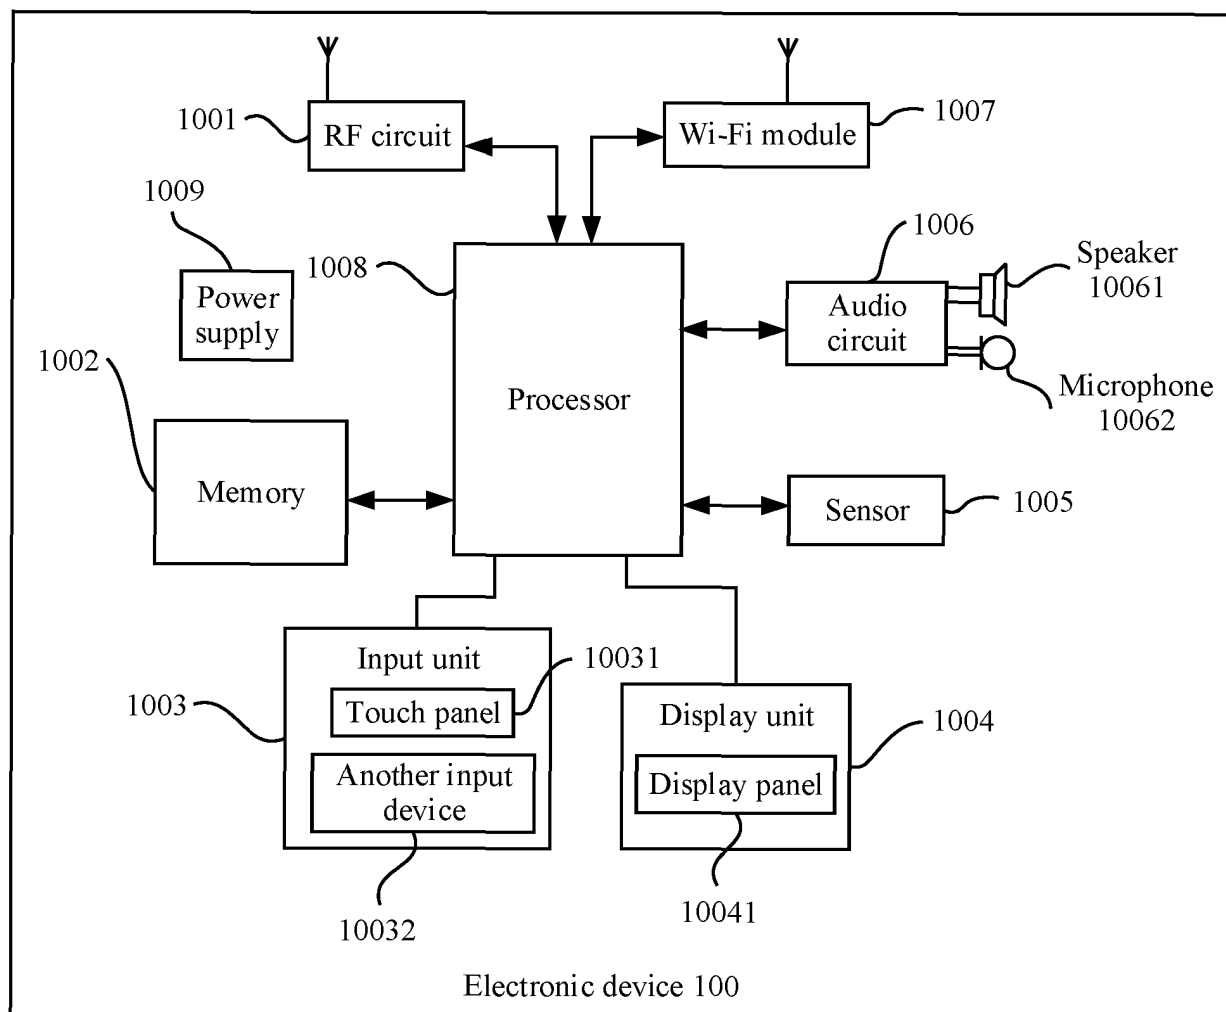 1001
RF circuit
Wi-Fi module
1007
1009
Power
supply
1008
1006
Audio
circuit
Speaker
10061
Microphone
10062
1002
Memory
Processor
Sensor
1005
Input unit
10031
1003
Touch panel
Another input
device
10032
Display unit
1004
Display panel
10041
Electronic device 100